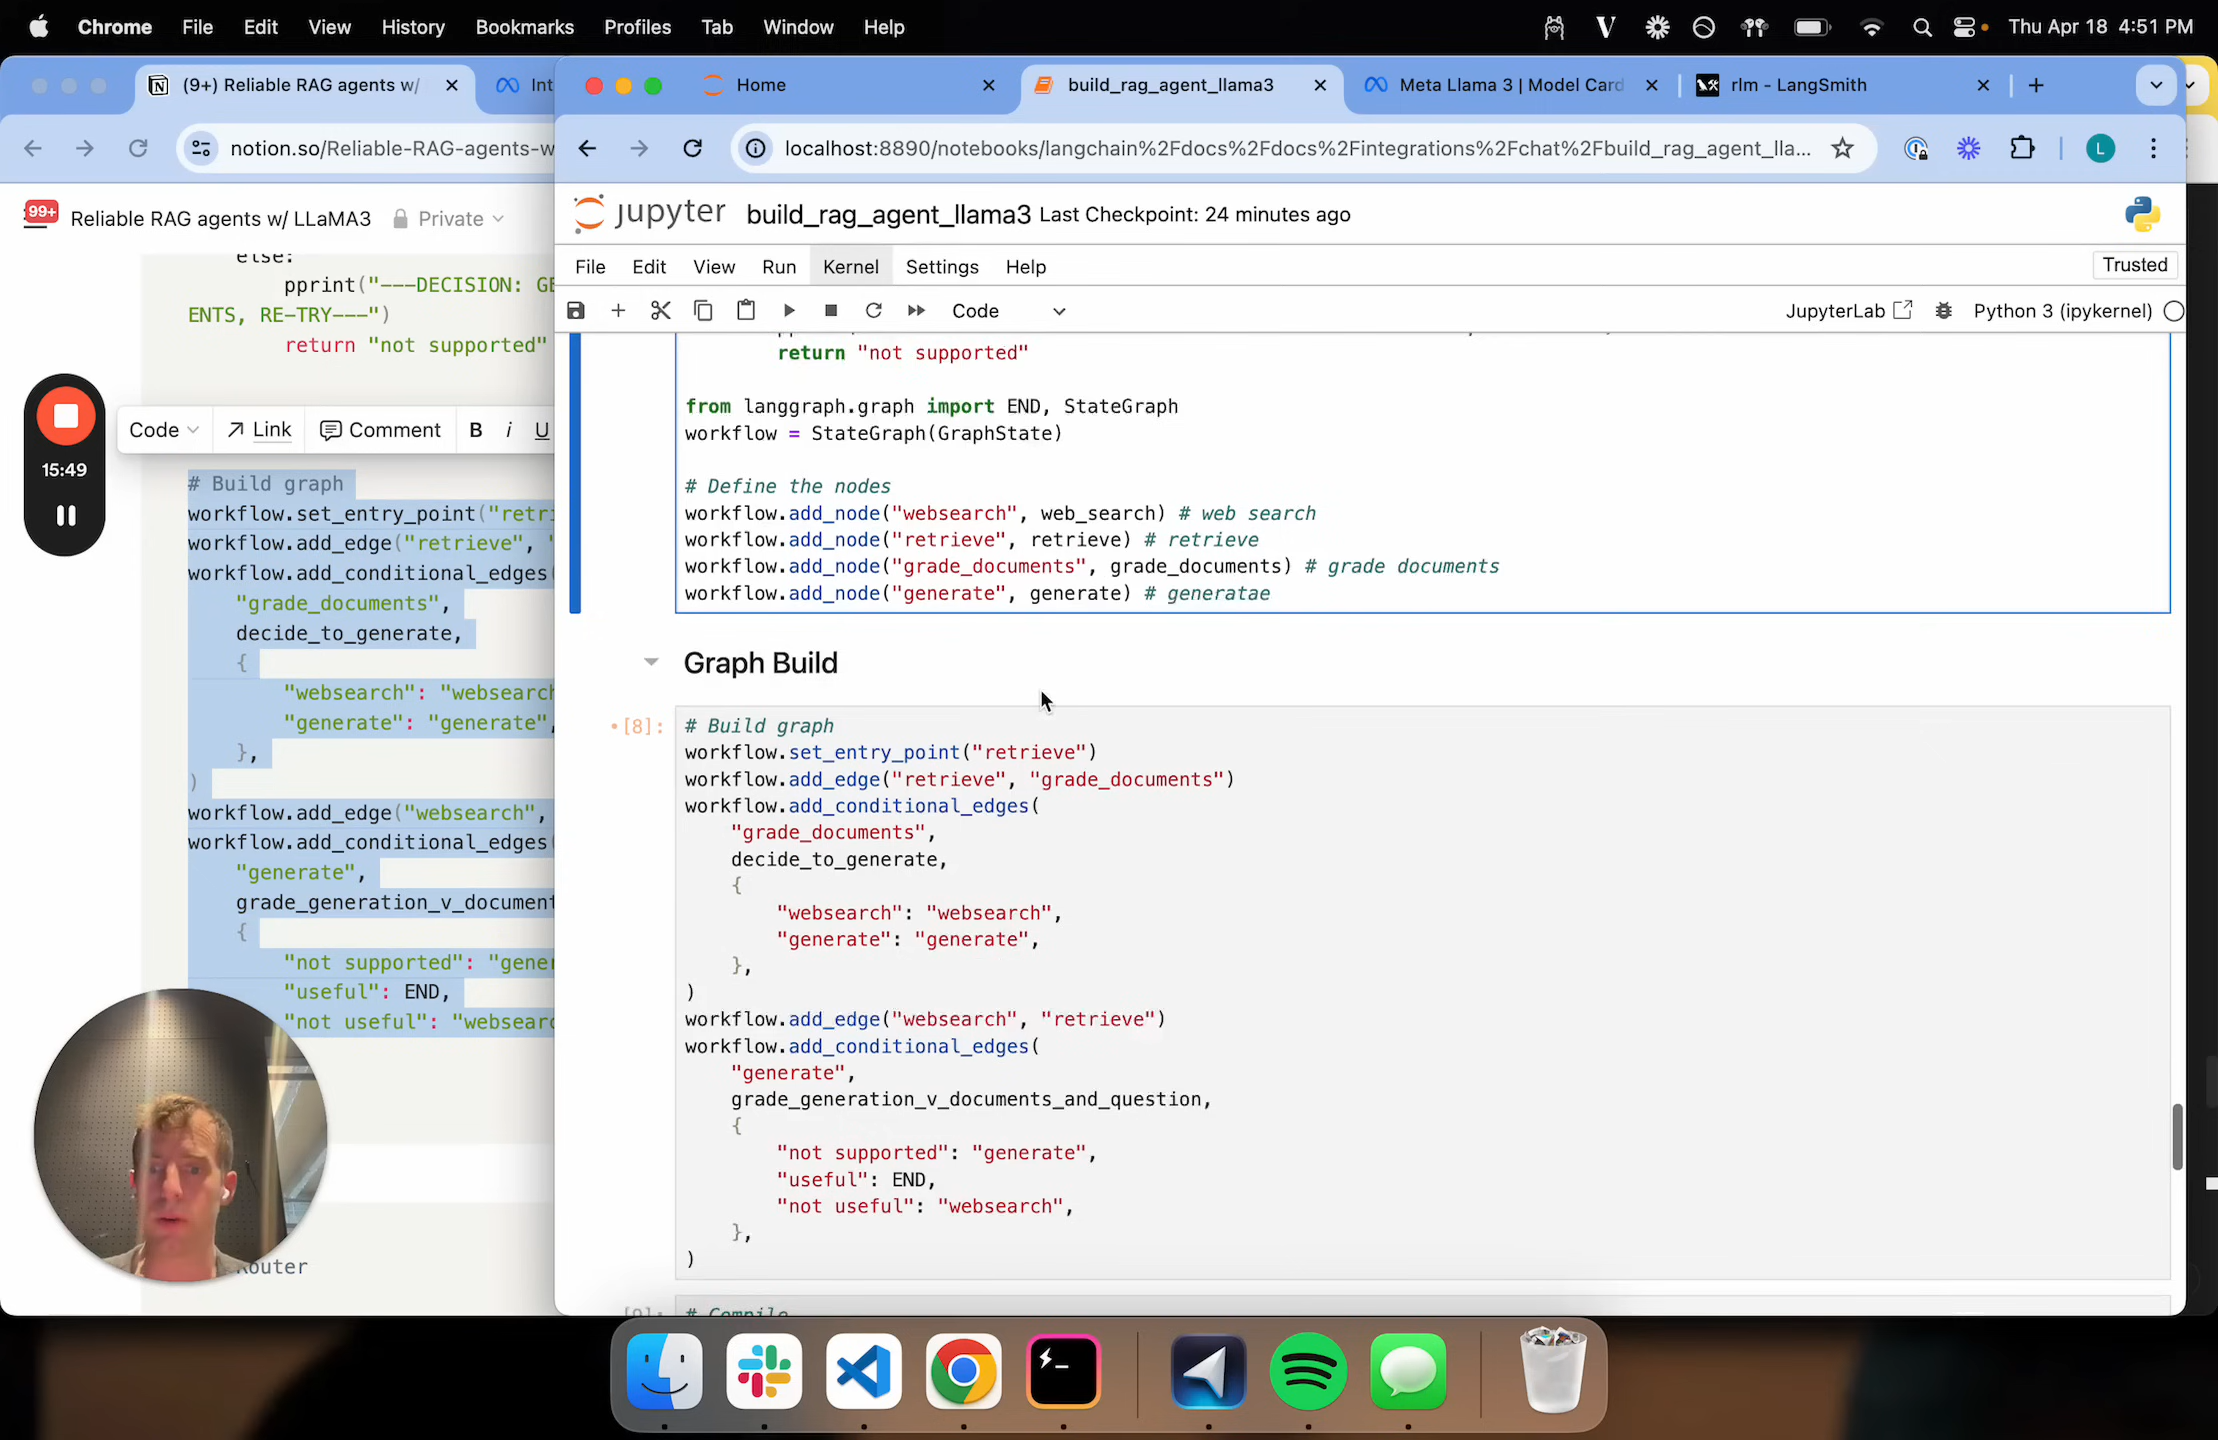 Chrome File Edit View History Bookmarks Profiles Tab Window Help Thu Apr 18 4:51 PM
(9+) Reliable RAG agents w/ Int Home build_rag_agent_llama3 Meta Llama 3 | Model Card rlm - LangSmith
notion.so/Reliable-RAG-agents-w localhost:8890/notebooks/langchain%2Fdocs%2Fdocs%2Fintegrations%2Fchat%2Fbuild_rag_agent_lla... L
99+ Reliable RAG agents w/ LLaMA3 Private
else:
pprint("---DECISION: GE
ENTS, RE-TRY---")
return "not supported"
15:49
Code Link Comment B i U
# Build graph
workflow.set_entry_point("retri
workflow.add_edge("retrieve", "
workflow.add_conditional_edges(
"grade_documents",
decide_to_generate,
{
"websearch": "websearch
"generate": "generate",
},
)
workflow.add_edge("websearch",
workflow.add_conditional_edges(
"generate",
grade_generation_v_document
{
"not supported": "gener
"useful": END,
"not useful": "websearc
Router
jupyter build_rag_agent_llama3 Last Checkpoint: 24 minutes ago
File Edit View Run Kernel Settings Help Trusted
Code JupyterLab Python 3 (ipykernel)
return "not supported"
from langgraph.graph import END, StateGraph
workflow = StateGraph(GraphState)
# Define the nodes
workflow.add_node("websearch", web_search) # web search
workflow.add_node("retrieve", retrieve) # retrieve
workflow.add_node("grade_documents", grade_documents) # grade documents
workflow.add_node("generate", generate) # generatae
Graph Build
[8]: # Build graph
workflow.set_entry_point("retrieve")
workflow.add_edge("retrieve", "grade_documents")
workflow.add_conditional_edges(
"grade_documents",
decide_to_generate,
{
"websearch": "websearch",
"generate": "generate",
},
)
workflow.add_edge("websearch", "retrieve")
workflow.add_conditional_edges(
"generate",
grade_generation_v_documents_and_question,
{
"not supported": "generate",
"useful": END,
"not useful": "websearch",
},
)
[9]: # Compile